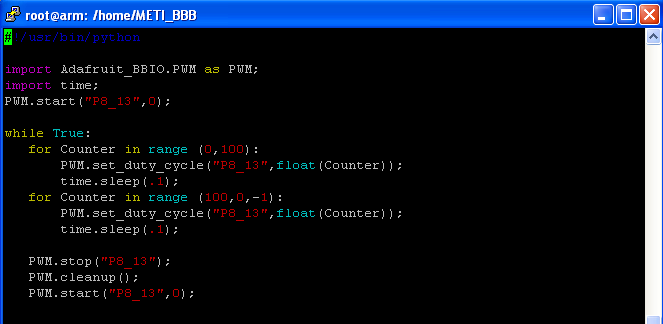 root@arm: /home/METI_BBB
#!/usr/bin/python
import Adafruit_BBIO.PWM as PWM;
import time;
PWM.start("P8_13",0);
while True:
   for Counter in range (0,100):
       PWM.set_duty_cycle("P8_13",float(Counter));
       time.sleep(.1);
   for Counter in range (100,0,-1):
       PWM.set_duty_cycle("P8_13",float(Counter));
       time.sleep(.1);
   PWM.stop("P8_13");
   PWM.cleanup();
   PWM.start("P8_13",0);